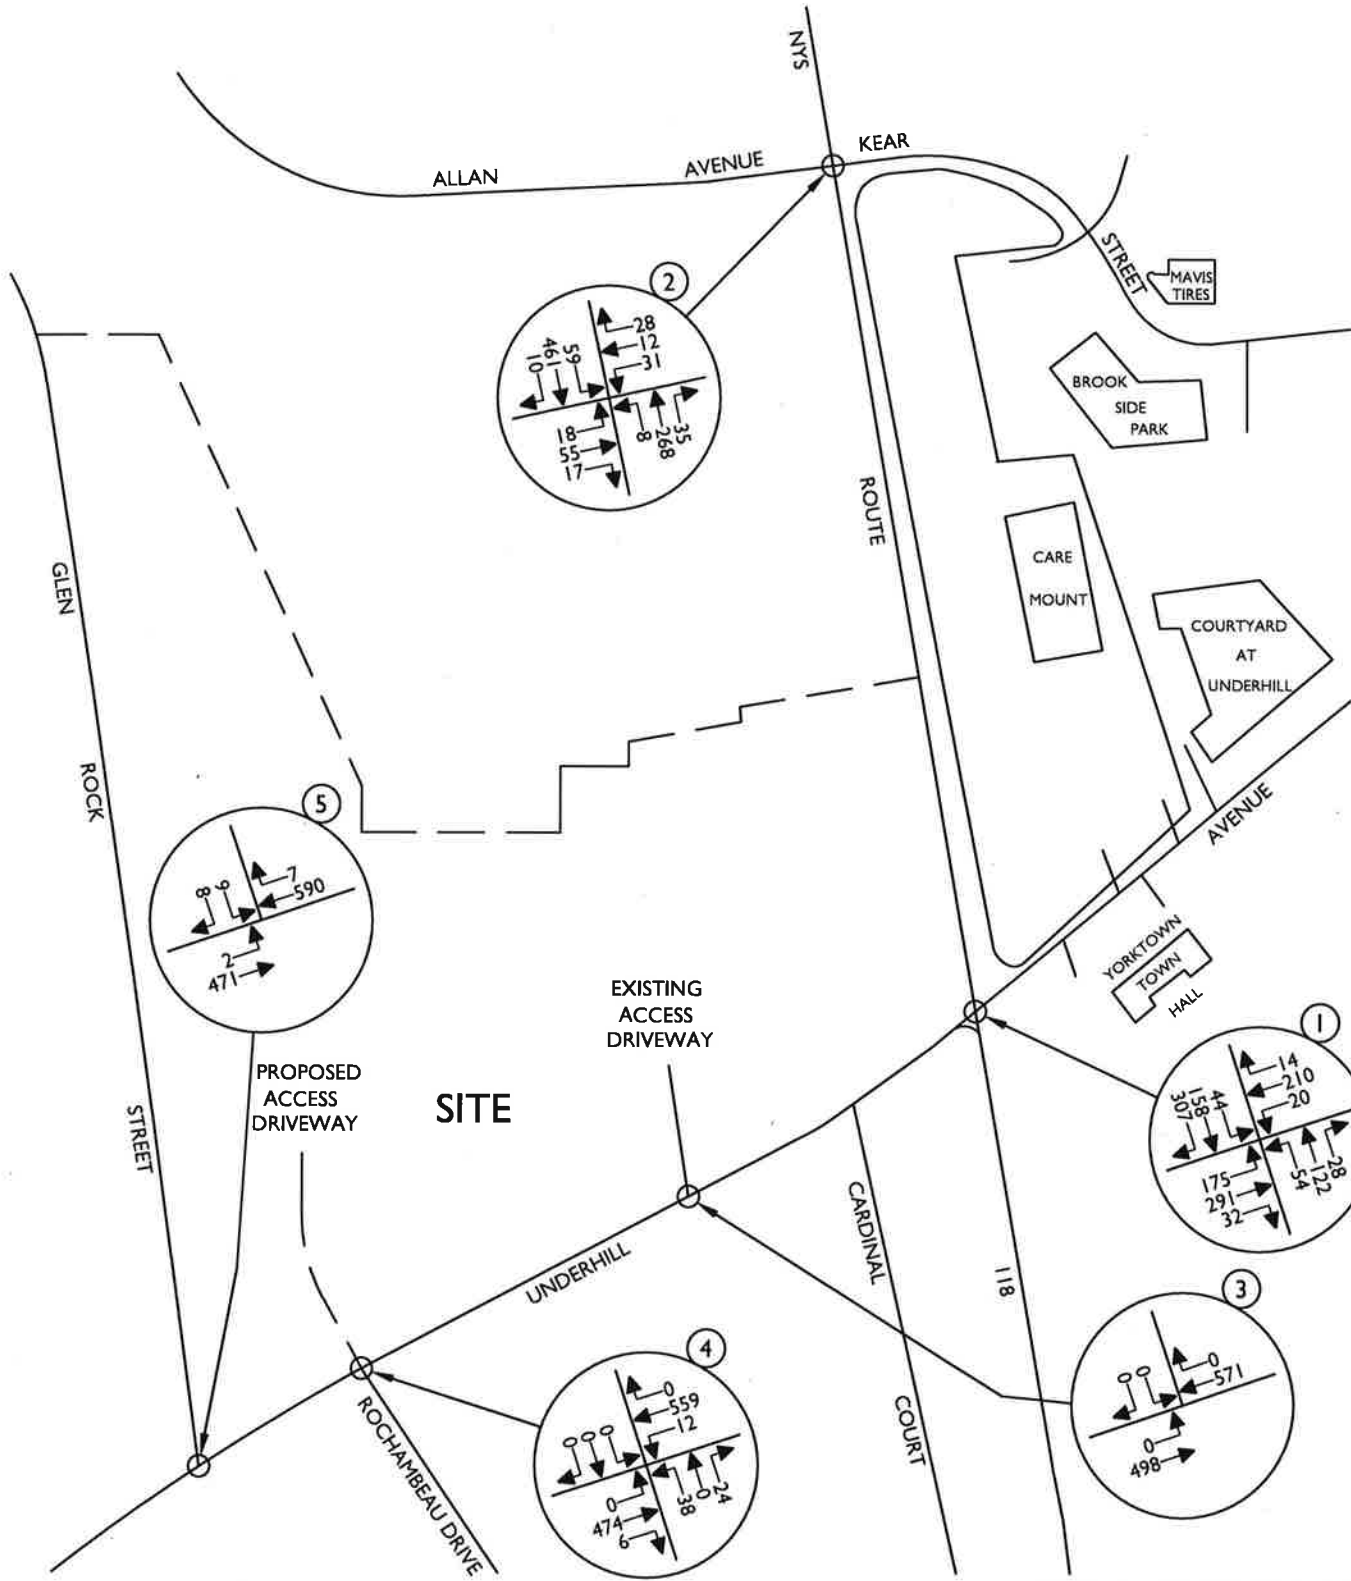 NYS
KEAR
ALLAN AVENUE
STREET
MAVIS
TIRES
2
28
12
31
10
461
59
18
55
17
8
268
35
BROOK
SIDE
PARK
ROUTE
CARE
MOUNT
GLEN
COURTYARD
AT
UNDERHILL
ROCK
5
7
590
8
9
2
471
AVENUE
YORKTOWN
TOWN
HALL
EXISTING
ACCESS
DRIVEWAY
PROPOSED
ACCESS
DRIVEWAY
SITE
1
14
210
20
307
158
44
175
291
32
54
122
28
STREET
CARDINAL
UNDERHILL
118
3
0
571
0
0
0
498
4
0
559
12
0
0
0
0
474
6
38
0
24
COURT
ROCHAMBEAU DRIVE